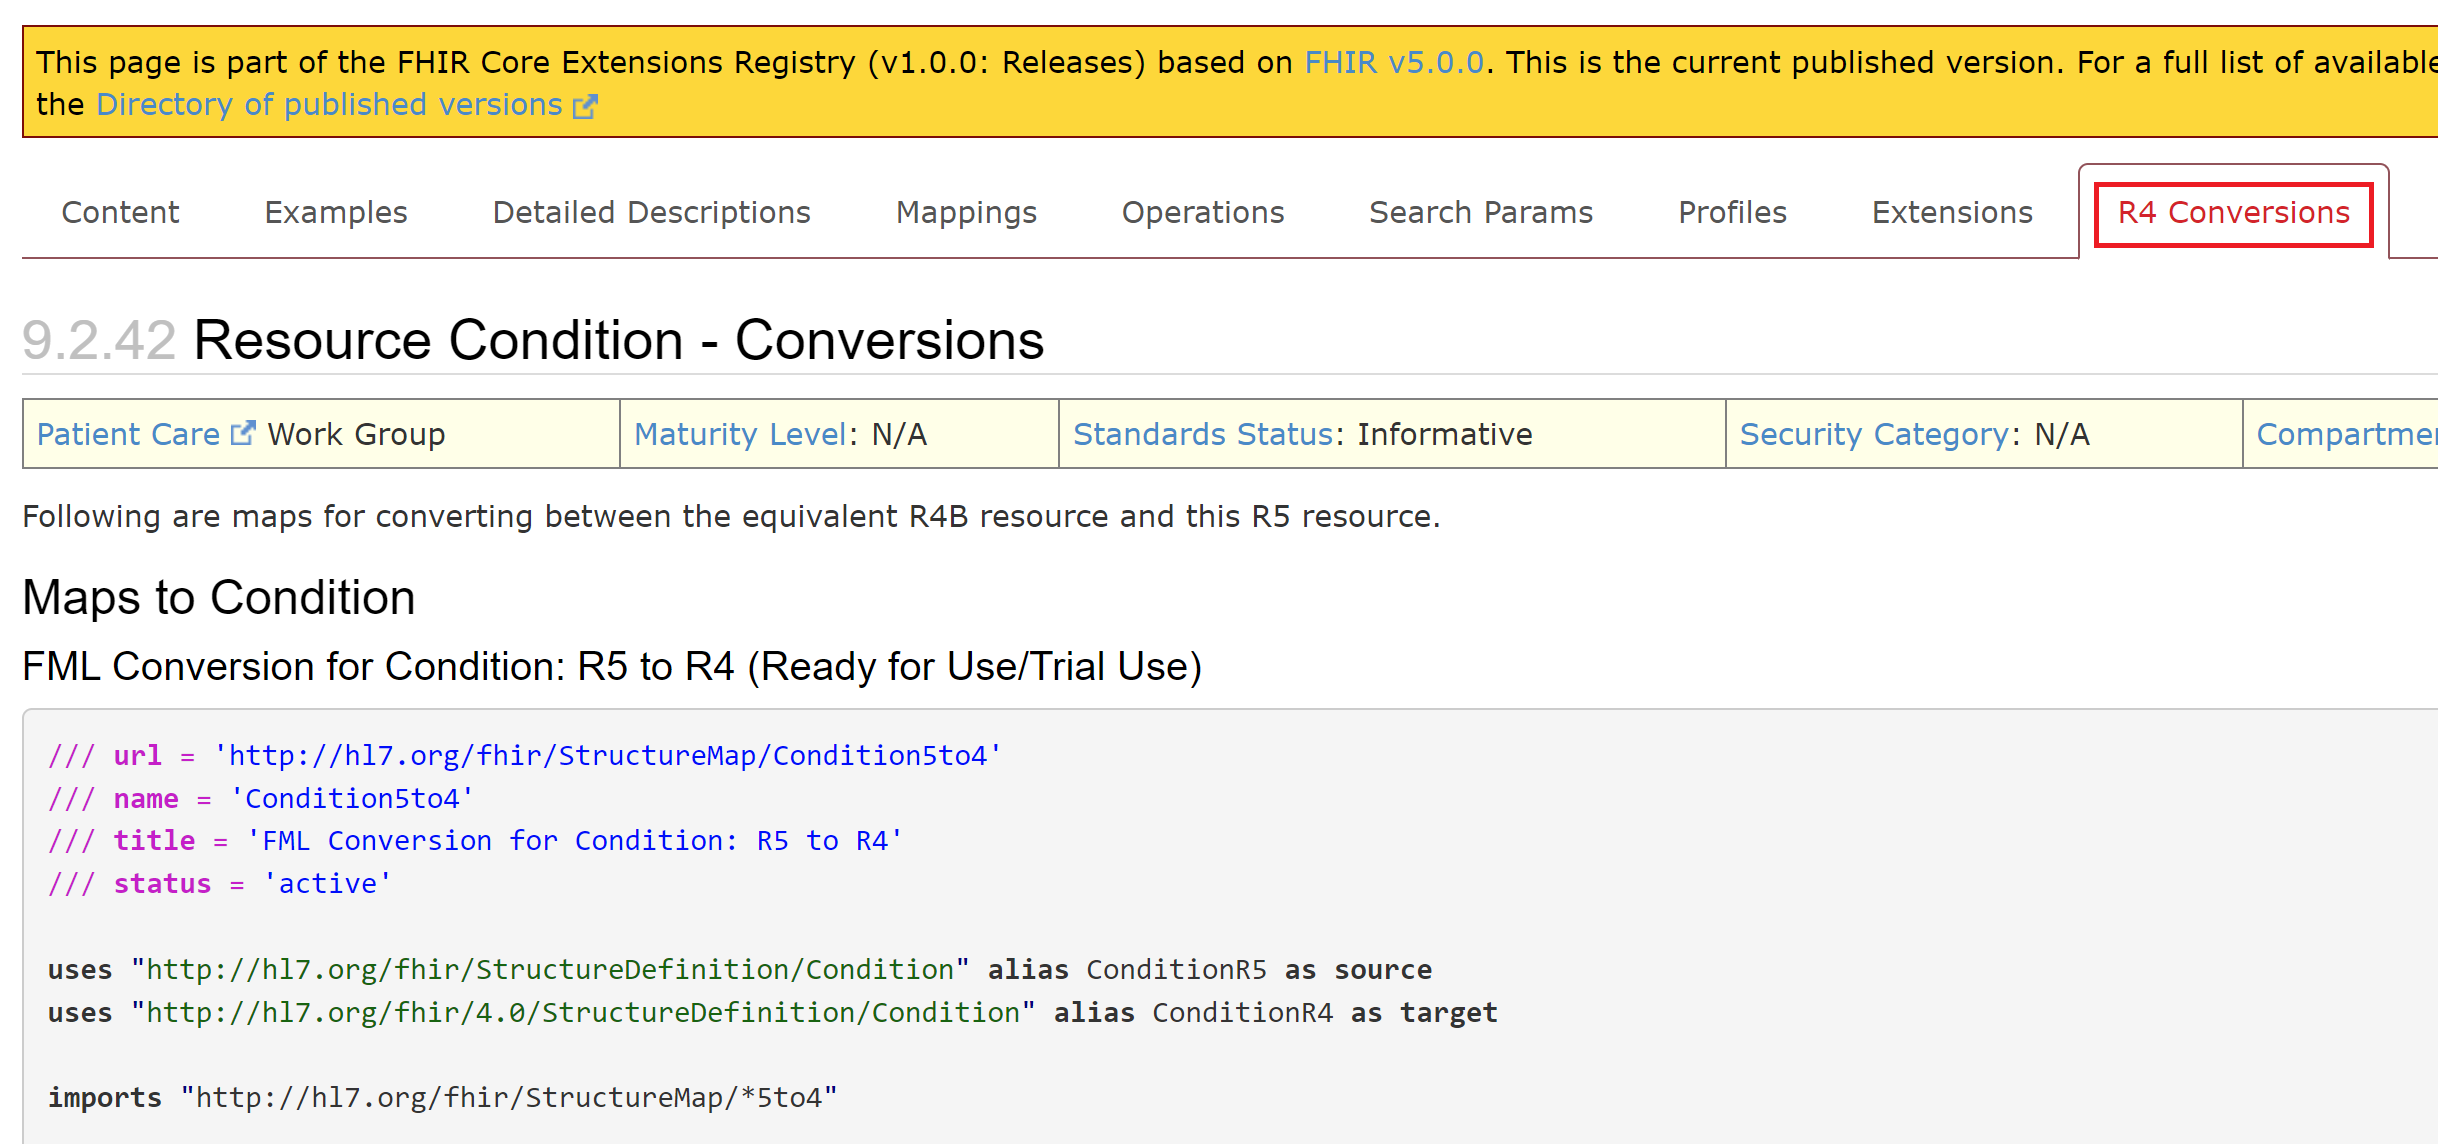 This page is part of the FHIR Core Extensions Registry (v1.0.0: Releases) based on FHIR v5.0.0. This is the current published version. For a full list of available
the Directory of published versions
Content Examples Detailed Descriptions Mappings Operations Search Params Profiles Extensions R4 Conversions
9.2.42 Resource Condition - Conversions
Patient Care Work Group Maturity Level: N/A Standards Status: Informative Security Category: N/A
Following are maps for converting between the equivalent R4B resource and this R5 resource.
Maps to Condition
FML Conversion for Condition: R5 to R4 (Ready for Use/Trial Use)
/// url = 'http://hl7.org/fhir/StructureMap/Condition5to4'
/// name = 'Condition5to4'
/// title = 'FML Conversion for Condition: R5 to R4'
/// status = 'active'
uses "http://hl7.org/fhir/StructureDefinition/Condition" alias ConditionR5 as source
uses "http://hl7.org/fhir/4.0/StructureDefinition/Condition" alias ConditionR4 as target
imports "http://hl7.org/fhir/StructureMap/*5to4"